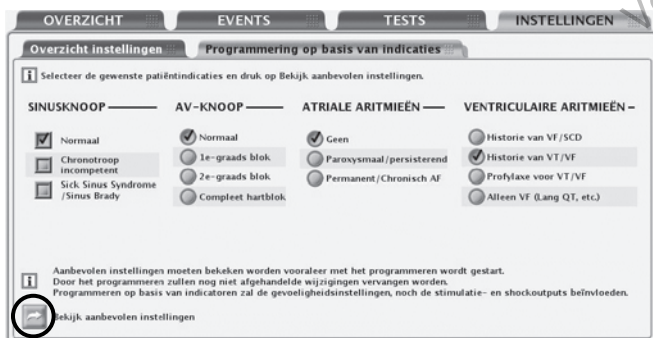 OVERZICHT EVENTS TESTS INSTELLINGEN
Overzicht instellingen Programmering op basis van indicaties
i Selecteer de gewenste patiëntindicaties en druk op Bekijk aanbevolen instellingen.
SINUSKNOOP AV-KNOOP ATRIALE ARITMIEËN VENTRICULAIRE ARITMIEËN
Normaal
Chronotroop
incompetent
Sick Sinus Syndrome
/Sinus Brady
Normaal
1e-graads blok
2e-graads blok
Compleet hartblok
Geen
Paroxysmaal/persisterend
Permanent/Chronisch AF
Historie van VF/SCD
Historie van VT/VF
Profylaxe voor VT/VF
Alleen VF (Lang QT, etc.)
i Aanbevolen instellingen moeten bekeken worden vooraleer met het programmeren wordt gestart.
Door het programmeren zullen nog niet afgehandelde wijzigingen vervangen worden.
Programmeren op basis van indicatoren zal de gevoeligheidsinstellingen, noch de stimulatie- en shockoutputs beïnvloeden.
Bekijk aanbevolen instellingen